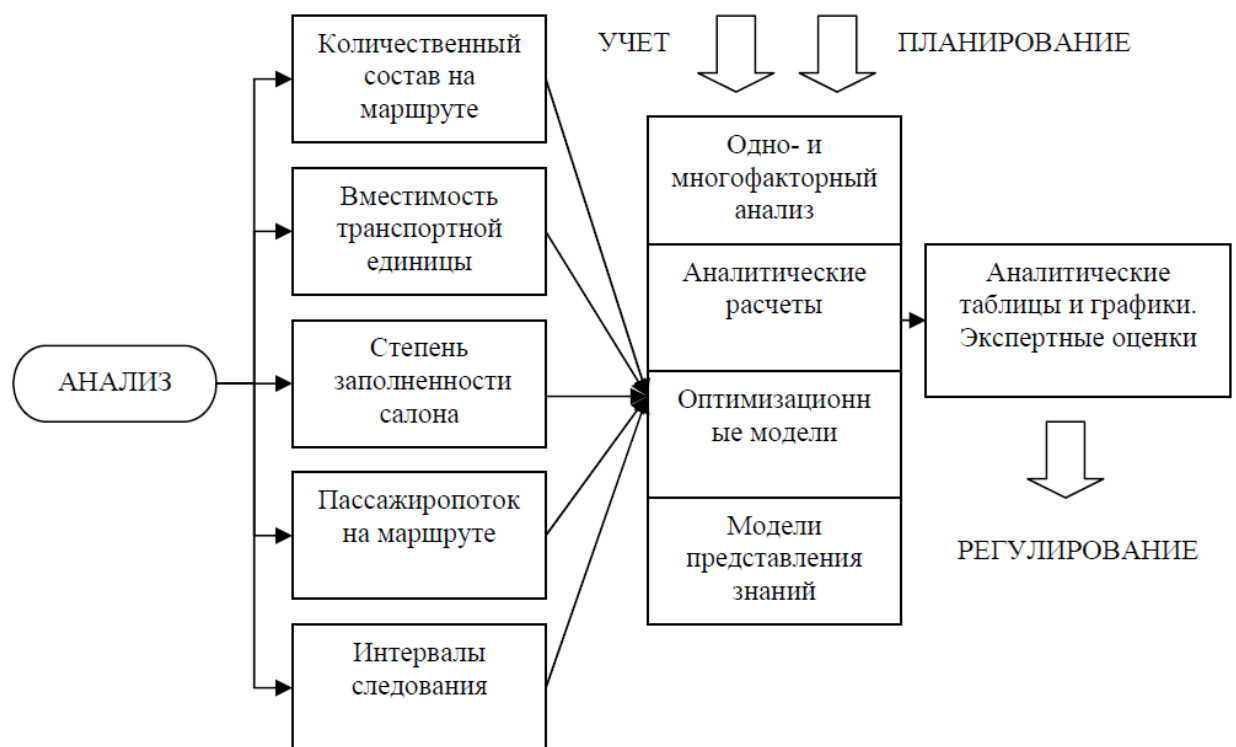 АНАЛИЗ
Количественный
состав на
маршруте
Вместимость
транспортной
единицы
Степень
заполненности
салона
Пассажиропоток
на маршруте
Интервалы
следования
УЧЕТ
ПЛАНИРОВАНИЕ
Одно- и
многофакторный
анализ
Аналитические
расчеты
Оптимизационн
ые модели
Модели
представления
знаний
Аналитические
таблицы и графики.
Экспертные оценки
РЕГУЛИРОВАНИЕ